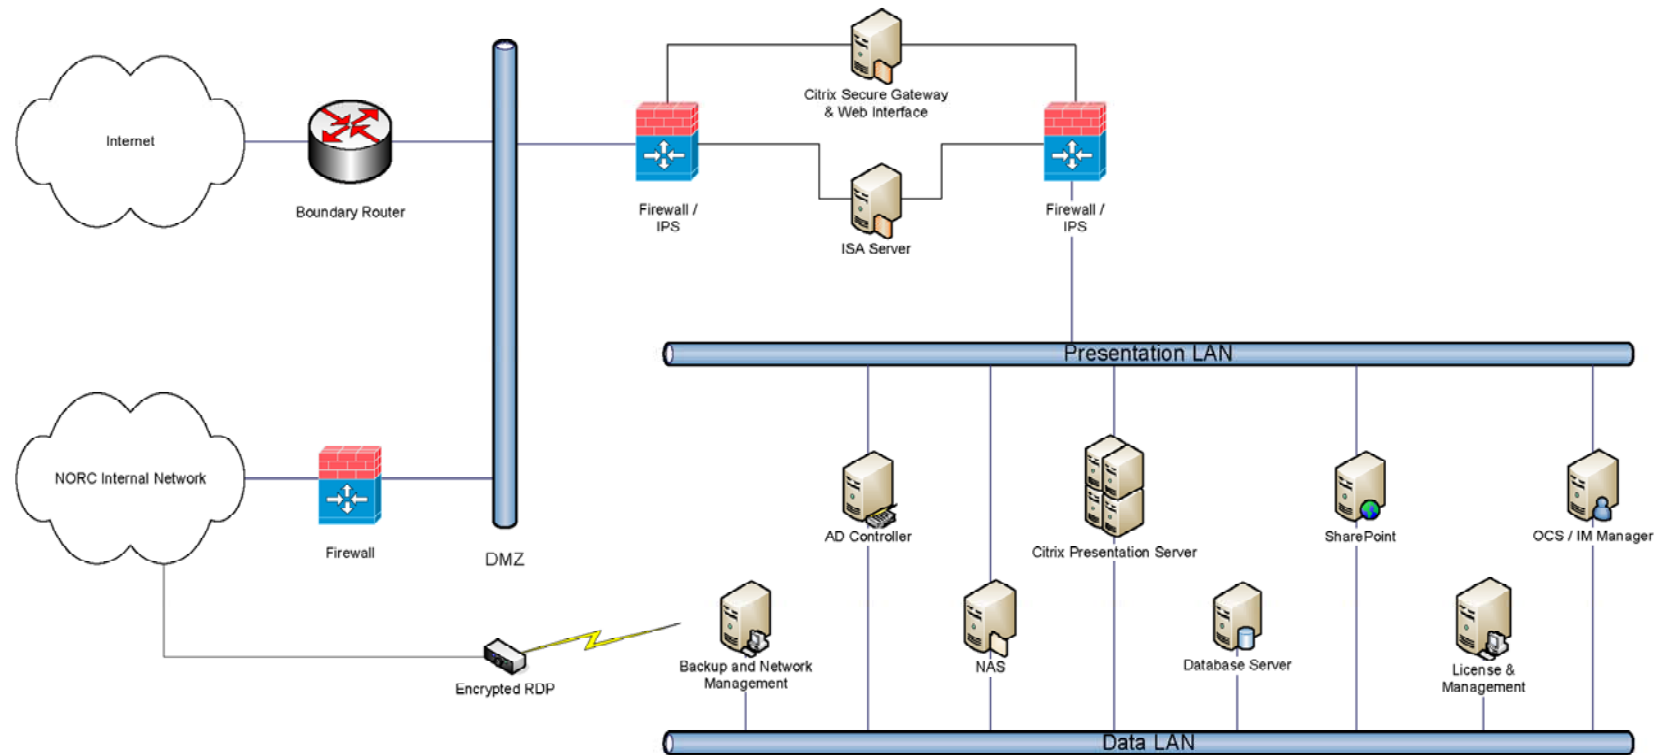 Citrix Secure Gateway
& Web Interface
Internet
Boundary Router
Firewall /
IPS
ISA Server
Firewall /
IPS
Presentation LAN
NORC Internal Network
Firewall
DMZ
AD Controller
Citrix Presentation Server
SharePoint
OCS / IM Manager
Encrypted RDP
Backup and Network
Management
NAS
Database Server
License &
Management
Data LAN